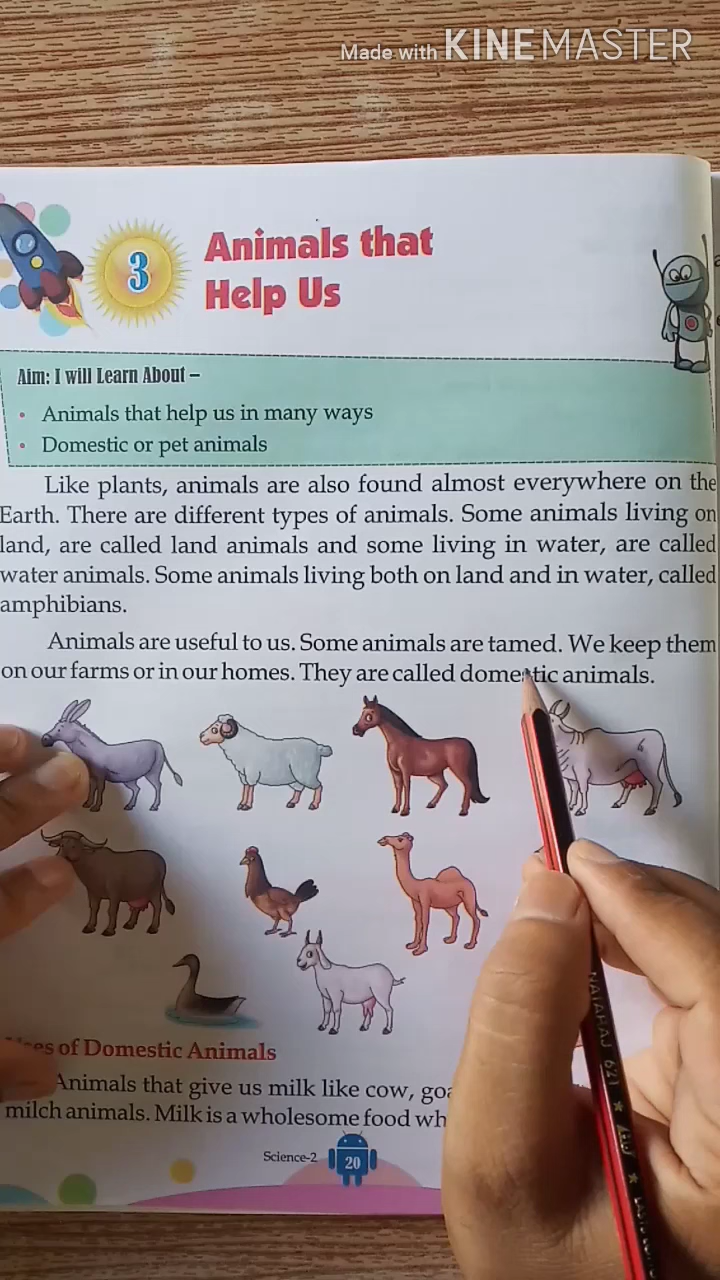 Made with KINEMASTER
3
Animals that
Help Us
Aim: I will Learn About –
• Animals that help us in many ways
• Domestic or pet animals
Like plants, animals are also found almost everywhere on the
Earth. There are different types of animals. Some animals living on
land, are called land animals and some living in water, are called
water animals. Some animals living both on land and in water, called
amphibians.
Animals are useful to us. Some animals are tamed. We keep them
on our farms or in our homes. They are called domestic animals.
of Domestic Animals
Animals that give us milk like cow,
milch animals. Milk is a wholesome food
Science-2 20
NATARAJ 621